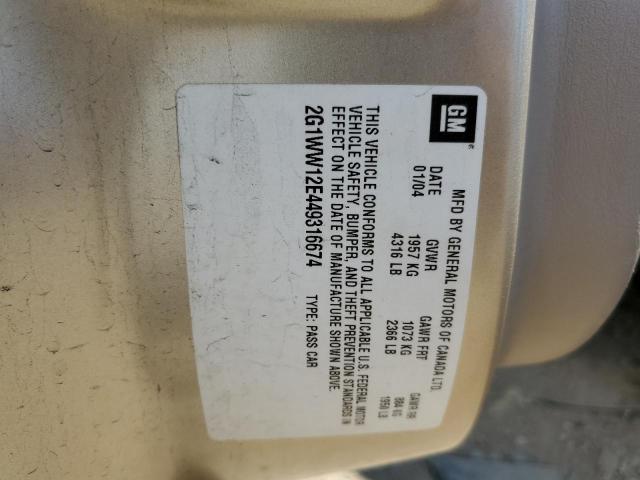 GM
MFD BY GENERAL MOTORS OF CANADA LTD.
DATE GVWR GAWR FRT GAWR RR
01/04 1957 KG 1073 KG 884 KG
4316 LB 2366 LB 1950 LB
THIS VEHICLE CONFORMS TO ALL APPLICABLE U.S. FEDERAL MOTOR
VEHICLE SAFETY, BUMPER, AND THEFT PREVENTION STANDARDS IN
EFFECT ON THE DATE OF MANUFACTURE SHOWN ABOVE.
2G1WW12E449316674 TYPE: PASS CAR